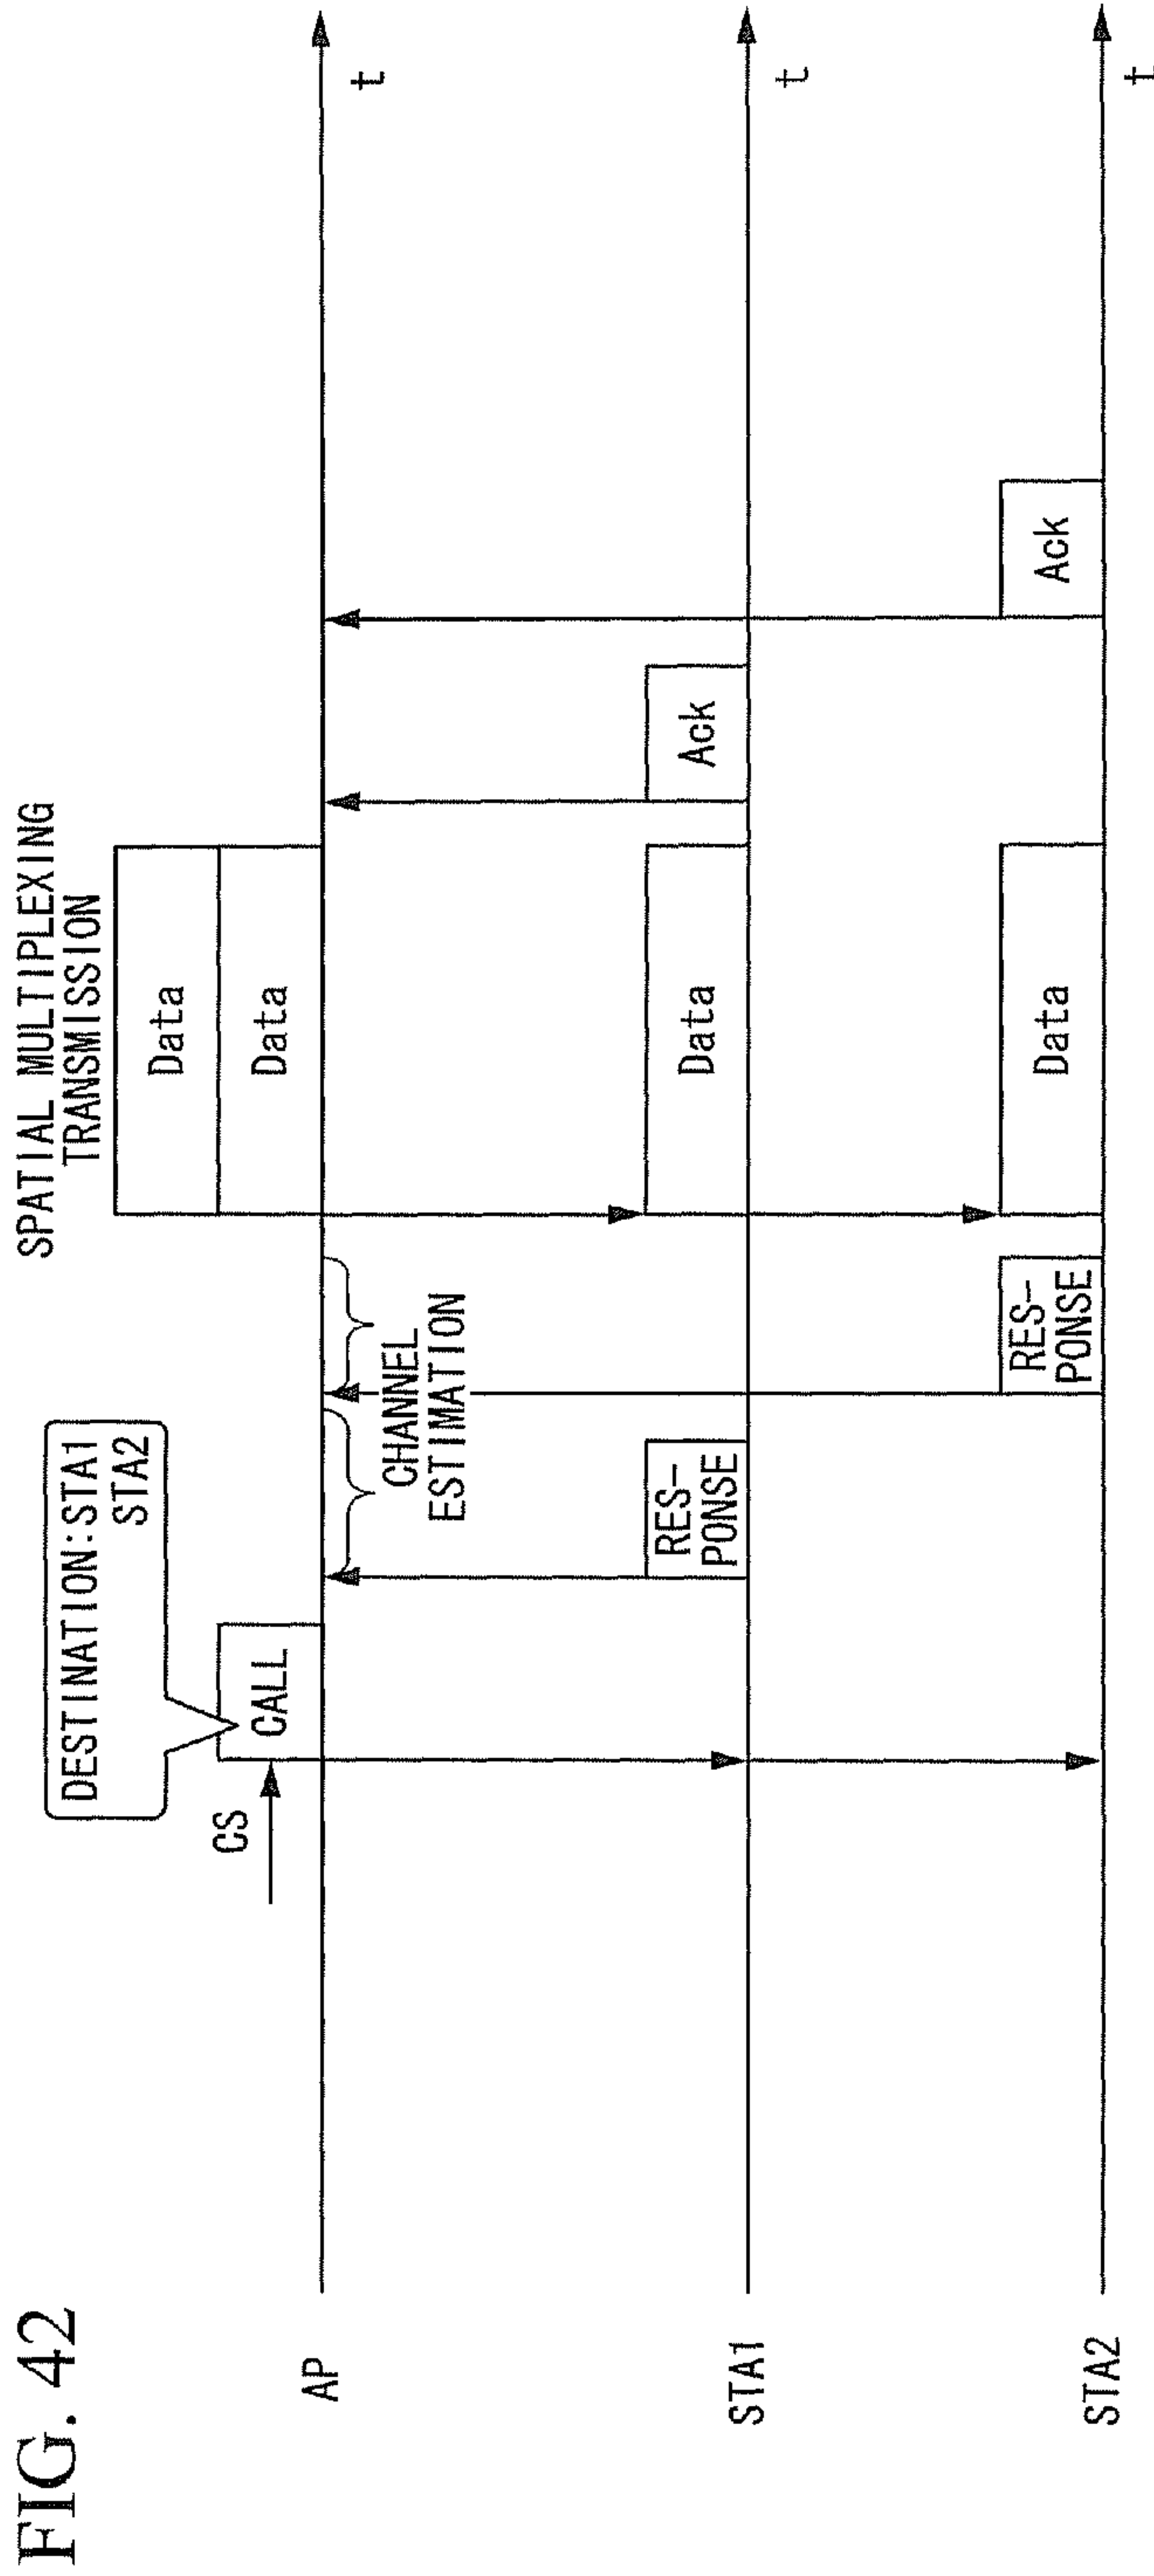 FIG. 42
DESTINATION:STA1
STA2
SPATIAL MULTIPLEXING
TRANSMISSION
CS
CALL
Data
Data
AP
t
CHANNEL
ESTIMATION
RES-
PONSE
Data
Ack
STA1
t
RES-
PONSE
Data
Ack
STA2
t